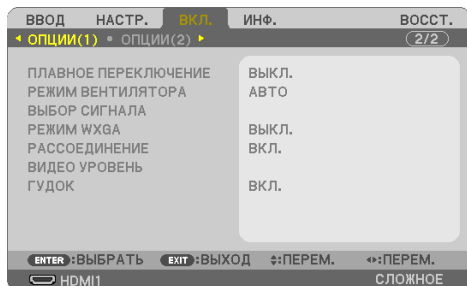 ВВОД НАСТР. ВКЛ. ИНФ. ВОССТ.
ОПЦИИ(1) • ОПЦИИ(2) 2/2
ПЛАВНОЕ ПЕРЕКЛЮЧЕНИЕ ВЫКЛ.
РЕЖИМ ВЕНТИЛЯТОРА АВТО
ВЫБОР СИГНАЛА
РЕЖИМ WXGA ВЫКЛ.
РАССОЕДИНЕНИЕ ВКЛ.
ВИДЕО УРОВЕНЬ
ГУДОК ВКЛ.
ENTER :ВЫБРАТЬ EXIT :ВЫХОД :ПЕРЕМ. :ПЕРЕМ.
HDMI1 СЛОЖНОЕ